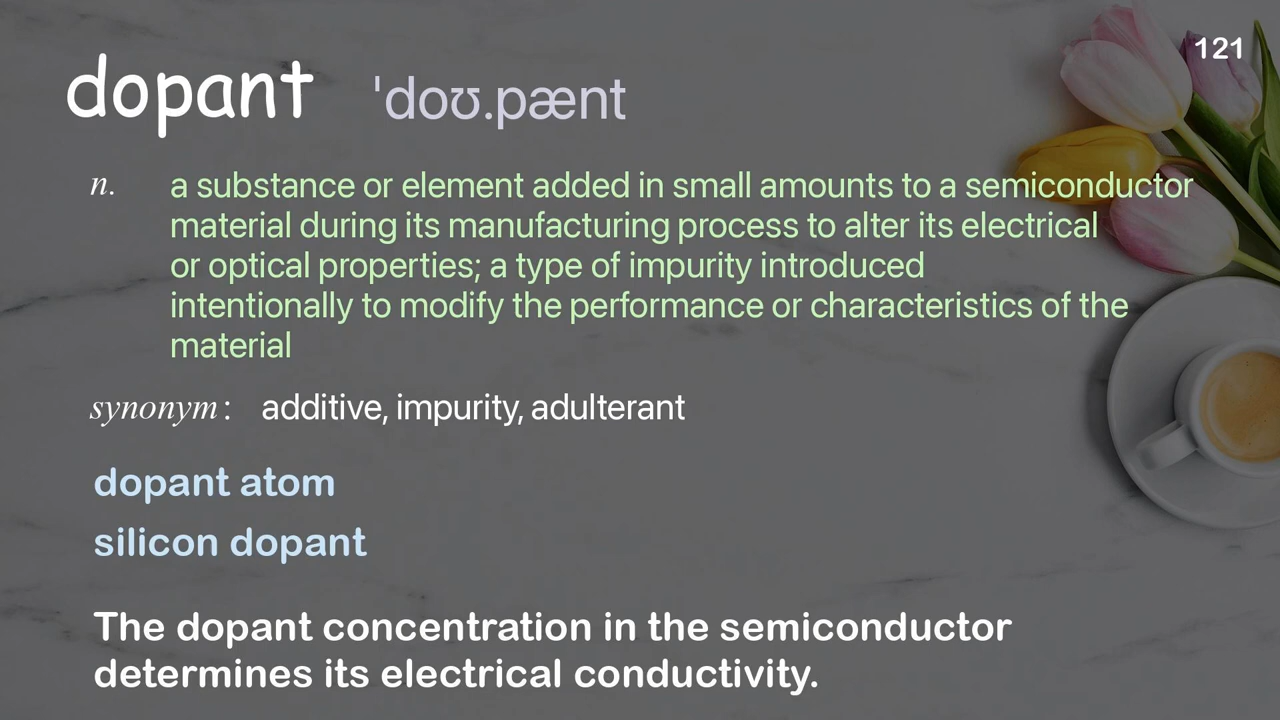 121
dopant ˈdoʊ.pænt
n. a substance or element added in small amounts to a semiconductor
material during its manufacturing process to alter its electrical
or optical properties; a type of impurity introduced
intentionally to modify the performance or characteristics of the
material
synonym: additive, impurity, adulterant
dopant atom
silicon dopant
The dopant concentration in the semiconductor
determines its electrical conductivity.